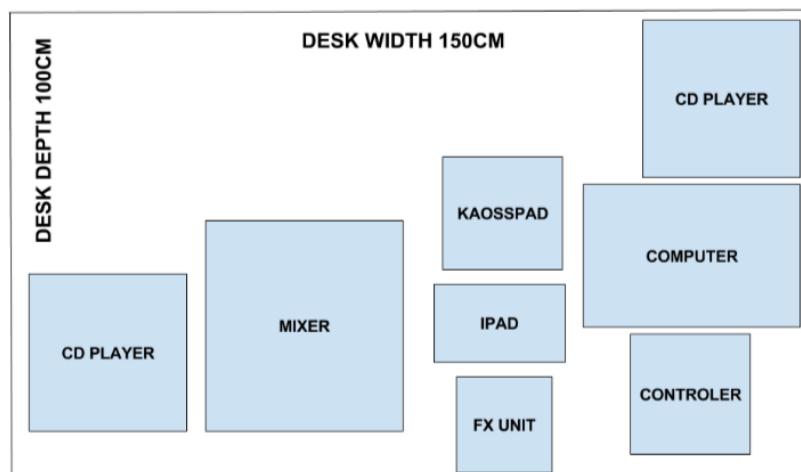 DESK WIDTH 150CM
DESK DEPTH 100CM
CD PLAYER
KAOSSPAD
COMPUTER
MIXER
IPAD
CD PLAYER
CONTROLER
FX UNIT